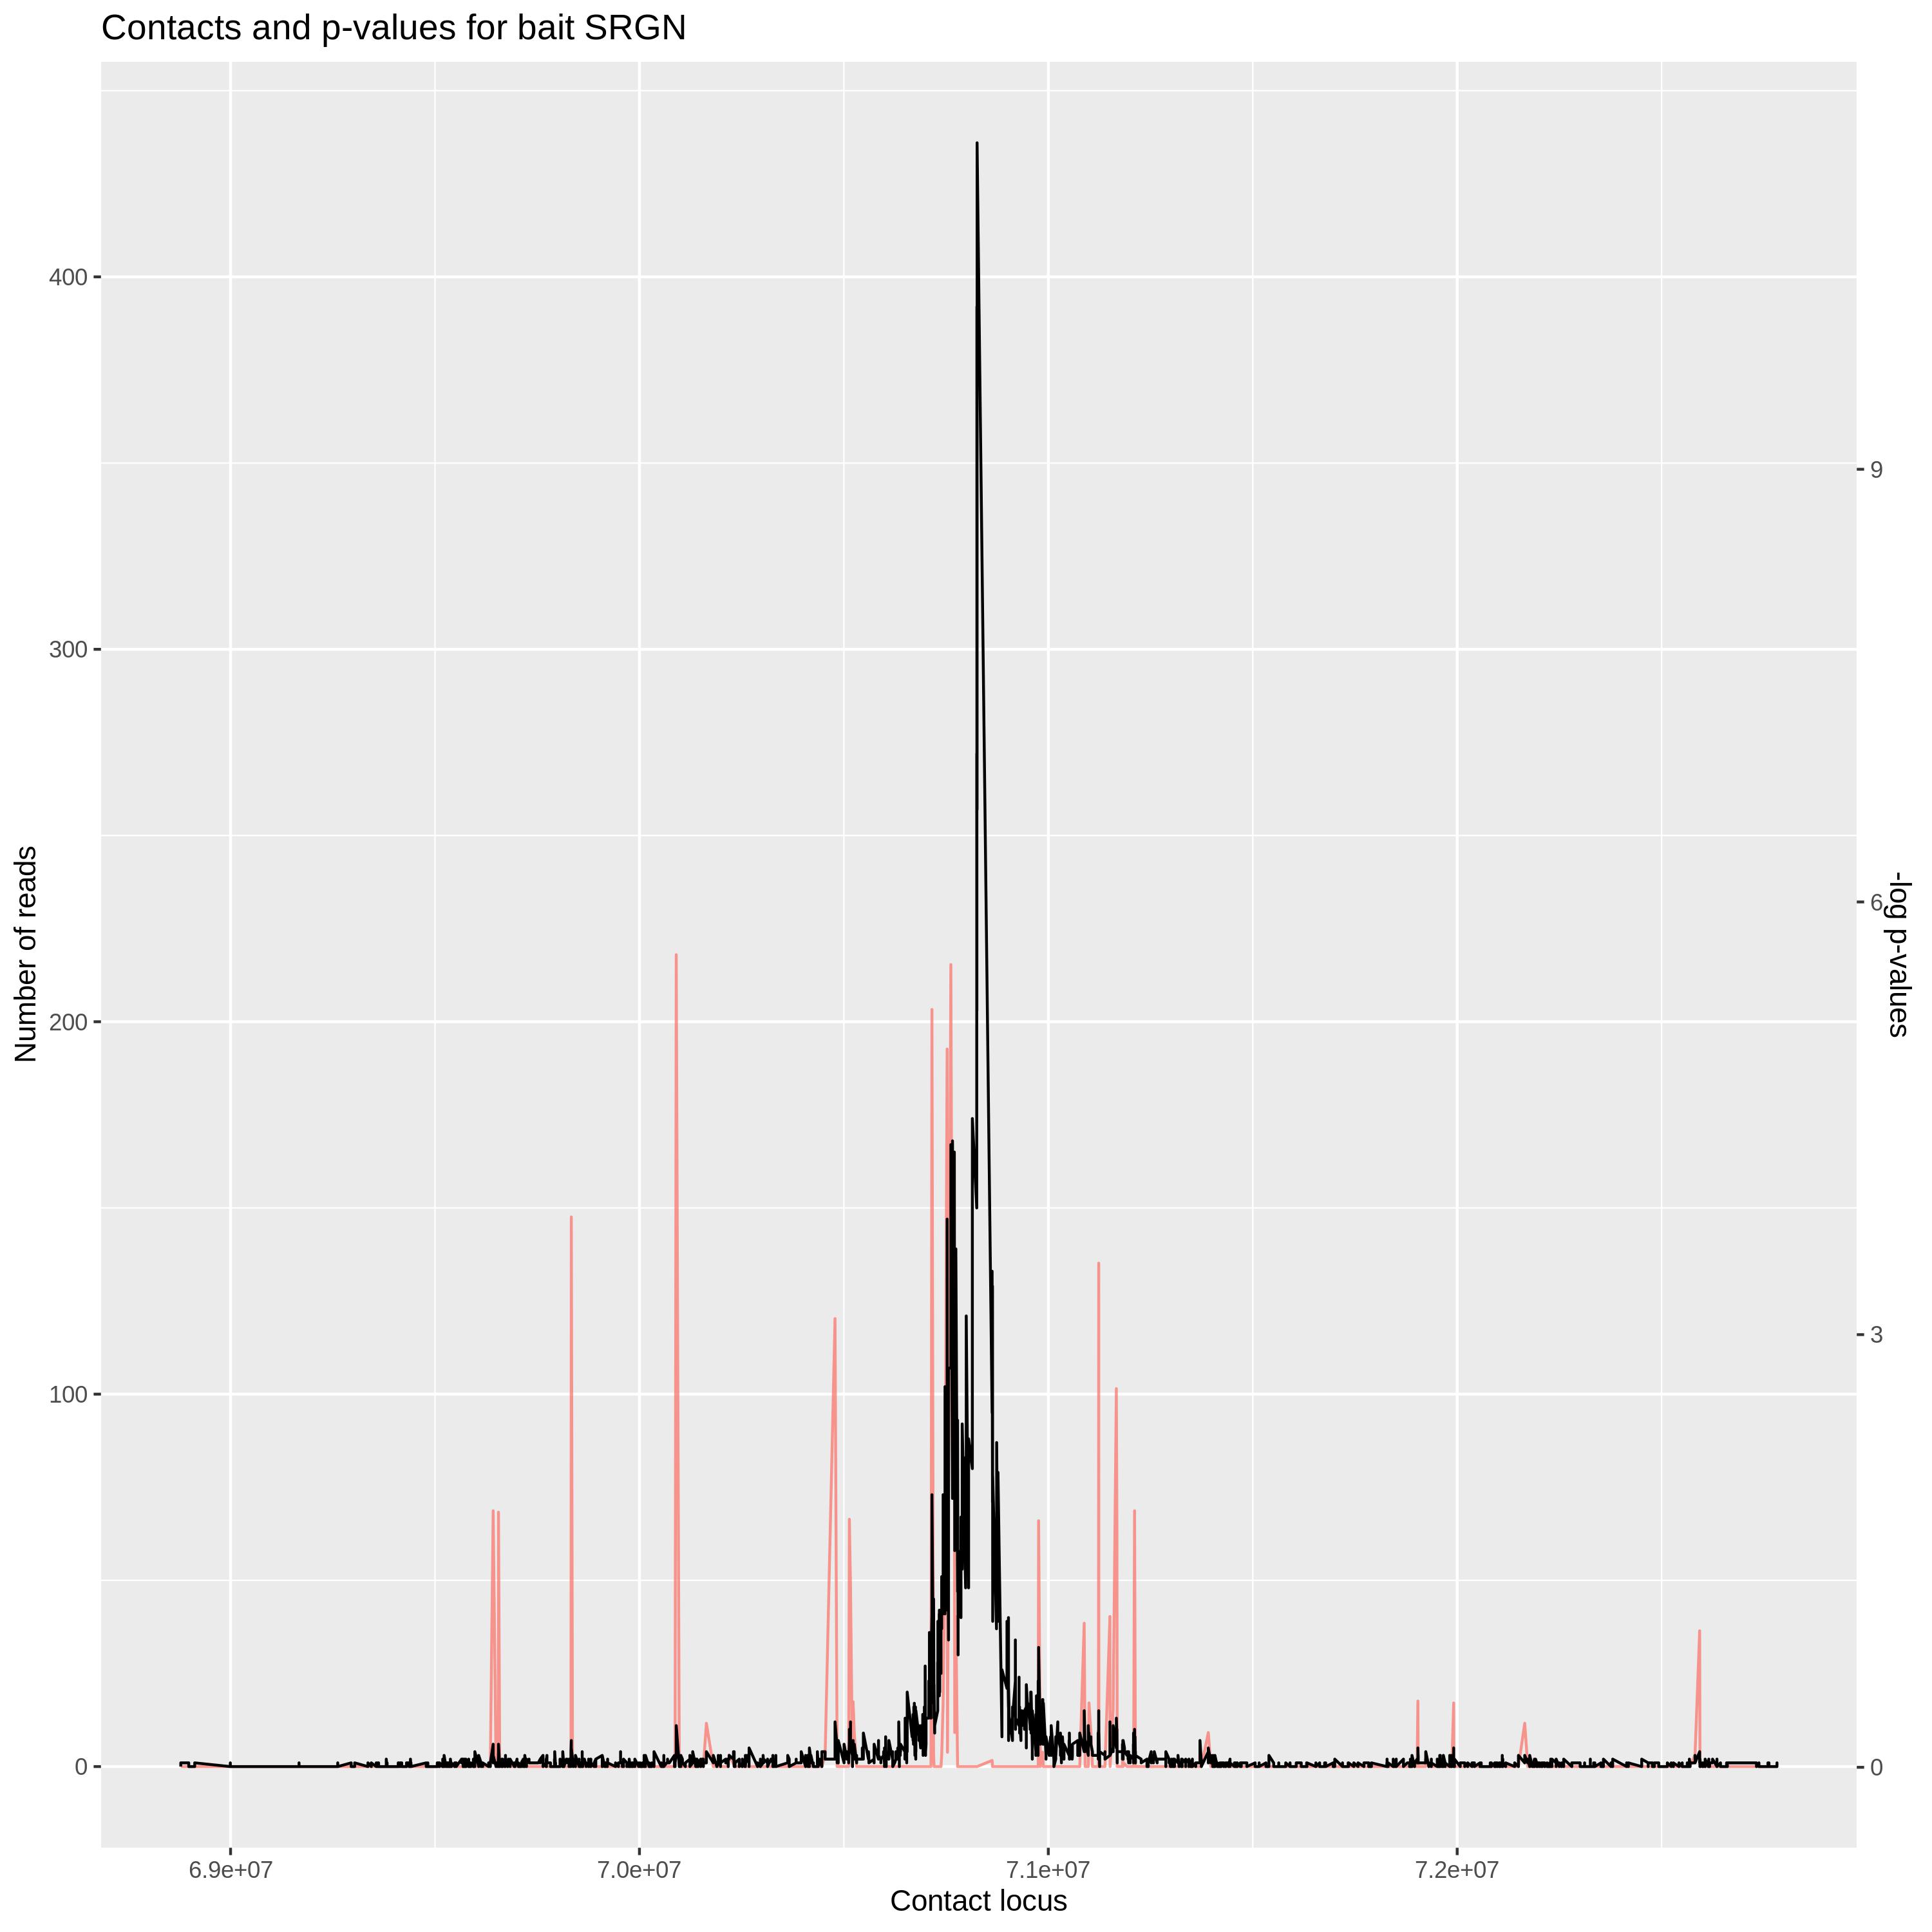 Contacts and p-values for bait SRGN
400
300
200
100
0
Number of reads
9
6
3
0
-log p-values
6.9e+07 7.0e+07 7.1e+07 7.2e+07
Contact locus